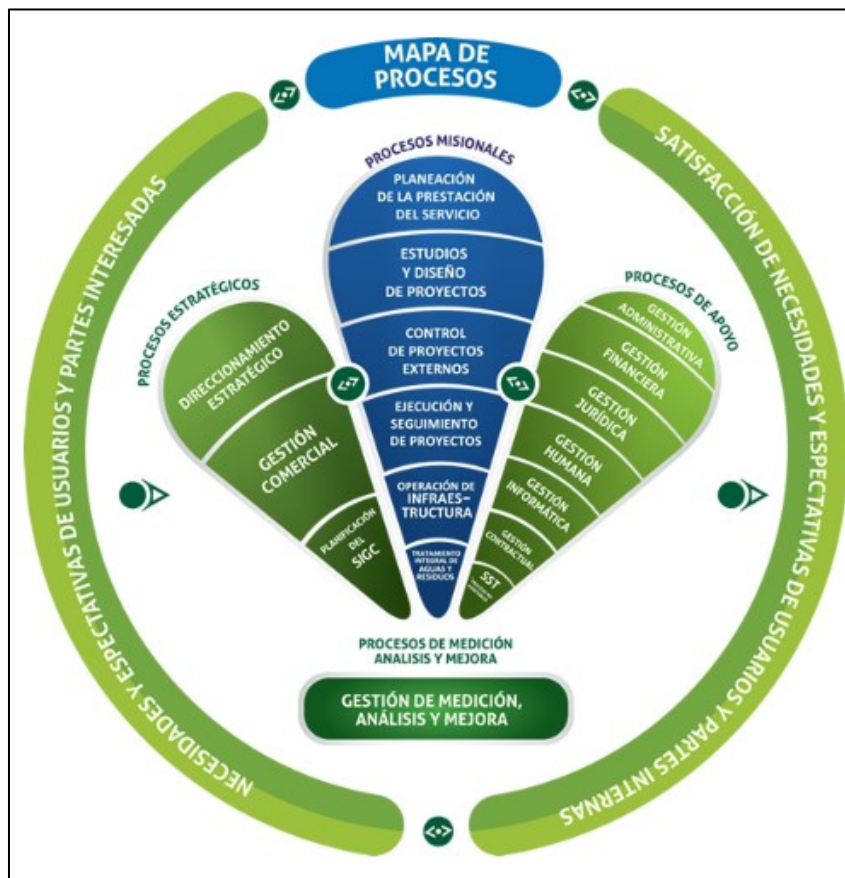 MAPA DE
PROCESOS
NECESIDADES Y ESPECTATIVAS DE USUARIOS Y PARTES INTERESADAS
PROCESOS ESTRATÉGICOS
DIRECCIONAMIENTO
ESTRATÉGICO
GESTIÓN
COMERCIAL
PLANIFICACIÓN
DEL
SIGC
PROCESOS MISIONALES
PLANEACIÓN
DE LA PRESTACIÓN
DEL SERVICIO
ESTUDIOS
Y DISEÑO
DE PROYECTOS
CONTROL
DE PROYECTOS
EXTERNOS
EJECUCIÓN Y
SEGUIMIENTO
DE PROYECTOS
OPERACIÓN DE
INFRAES-
TRUCTURA
TRATAMIENTO
INTEGRAL DE
AGUAS Y
RESIDUOS
PROCESOS DE APOYO
GESTIÓN
ADMINISTRATIVA
GESTIÓN
FINANCIERA
GESTIÓN
JURÍDICA
GESTIÓN
HUMANA
GESTIÓN
INFORMÁTICA
GESTIÓN
CONTRACTUAL
SST
SATISFACCIÓN DE NECESIDADES Y ESPECTATIVAS DE USUARIOS Y PARTES INTERNAS
PROCESOS DE MEDICIÓN
ANALISIS Y MEJORA
GESTIÓN DE MEDICIÓN,
ANÁLISIS Y MEJORA